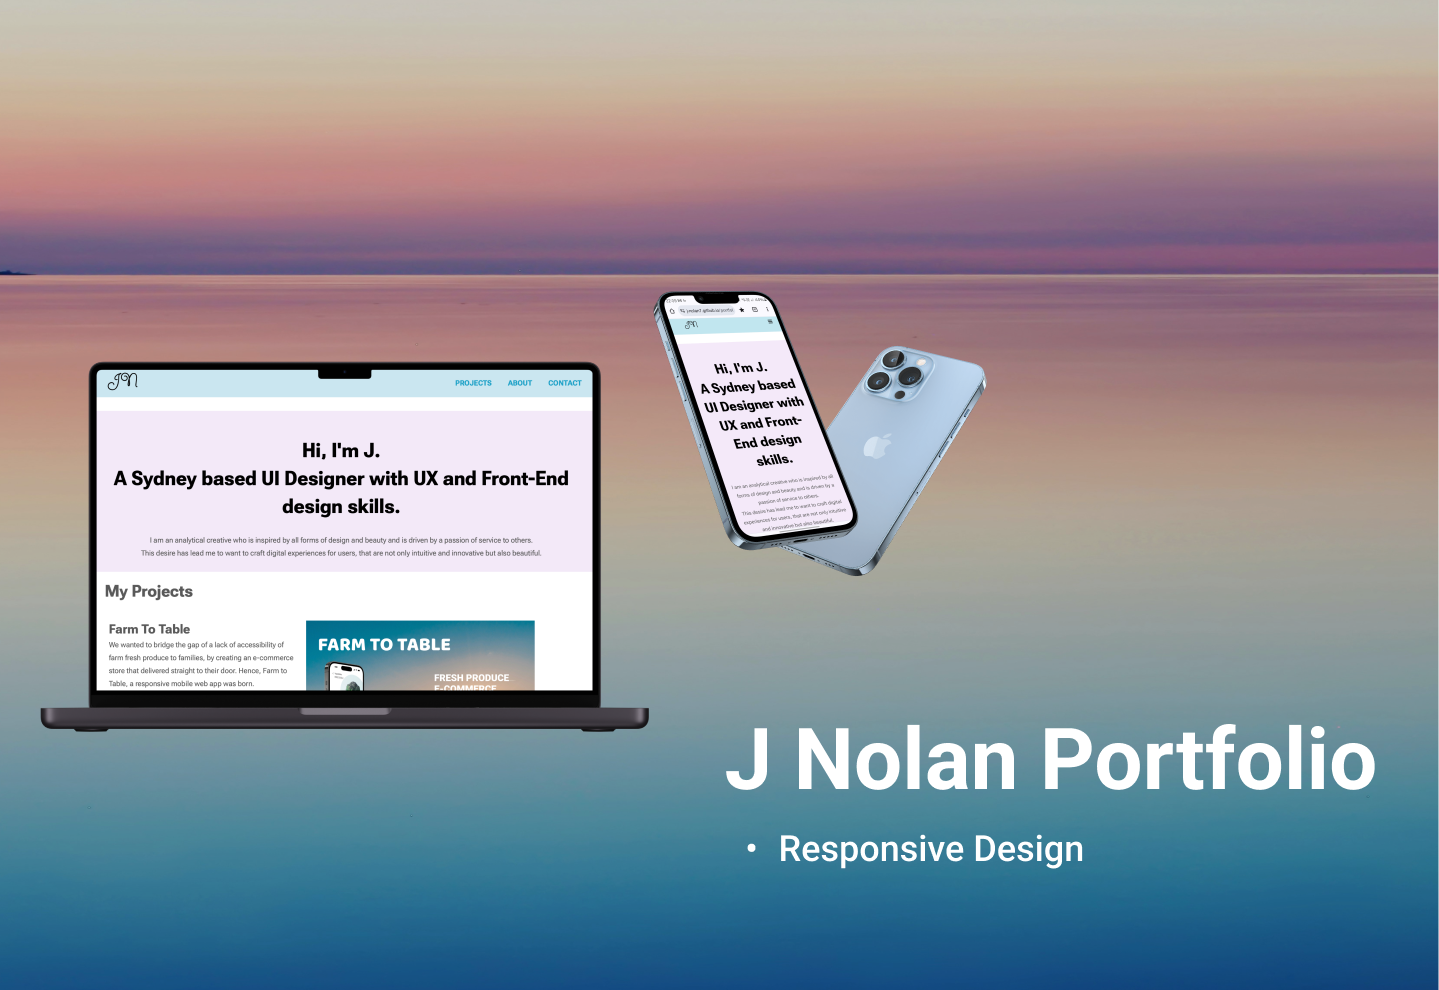 JN
PROJECTS ABOUT CONTACT
Hi, I'm J.
A Sydney based UI Designer with UX and Front-End
design skills.
I am an analytical creative who is inspired by all forms of design and beauty and is driven by a passion of service to others.
This desire has lead me to want to craft digital experiences for users, that are not only intuitive and innovative but also beautiful.
My Projects
Farm To Table
We wanted to bridge the gap of a lack of accessibility of
farm fresh produce to families, by creating an e-commerce
store that delivered straight to their door. Hence, Farm to
Table, a responsive mobile web app was born.
FARM TO TABLE
FRESH PRODUCE
E-COMMERCE
JN
Hi, I'm J.
A Sydney based
UI Designer with
UX and Front-
End design
skills.
I am an analytical creative who is inspired by all
forms of design and beauty and is driven by a
passion of service to others.
This desire has lead me to want to craft digital
experiences for users, that are not only intuitive
and innovative but also beautiful.
J Nolan Portfolio
• Responsive Design